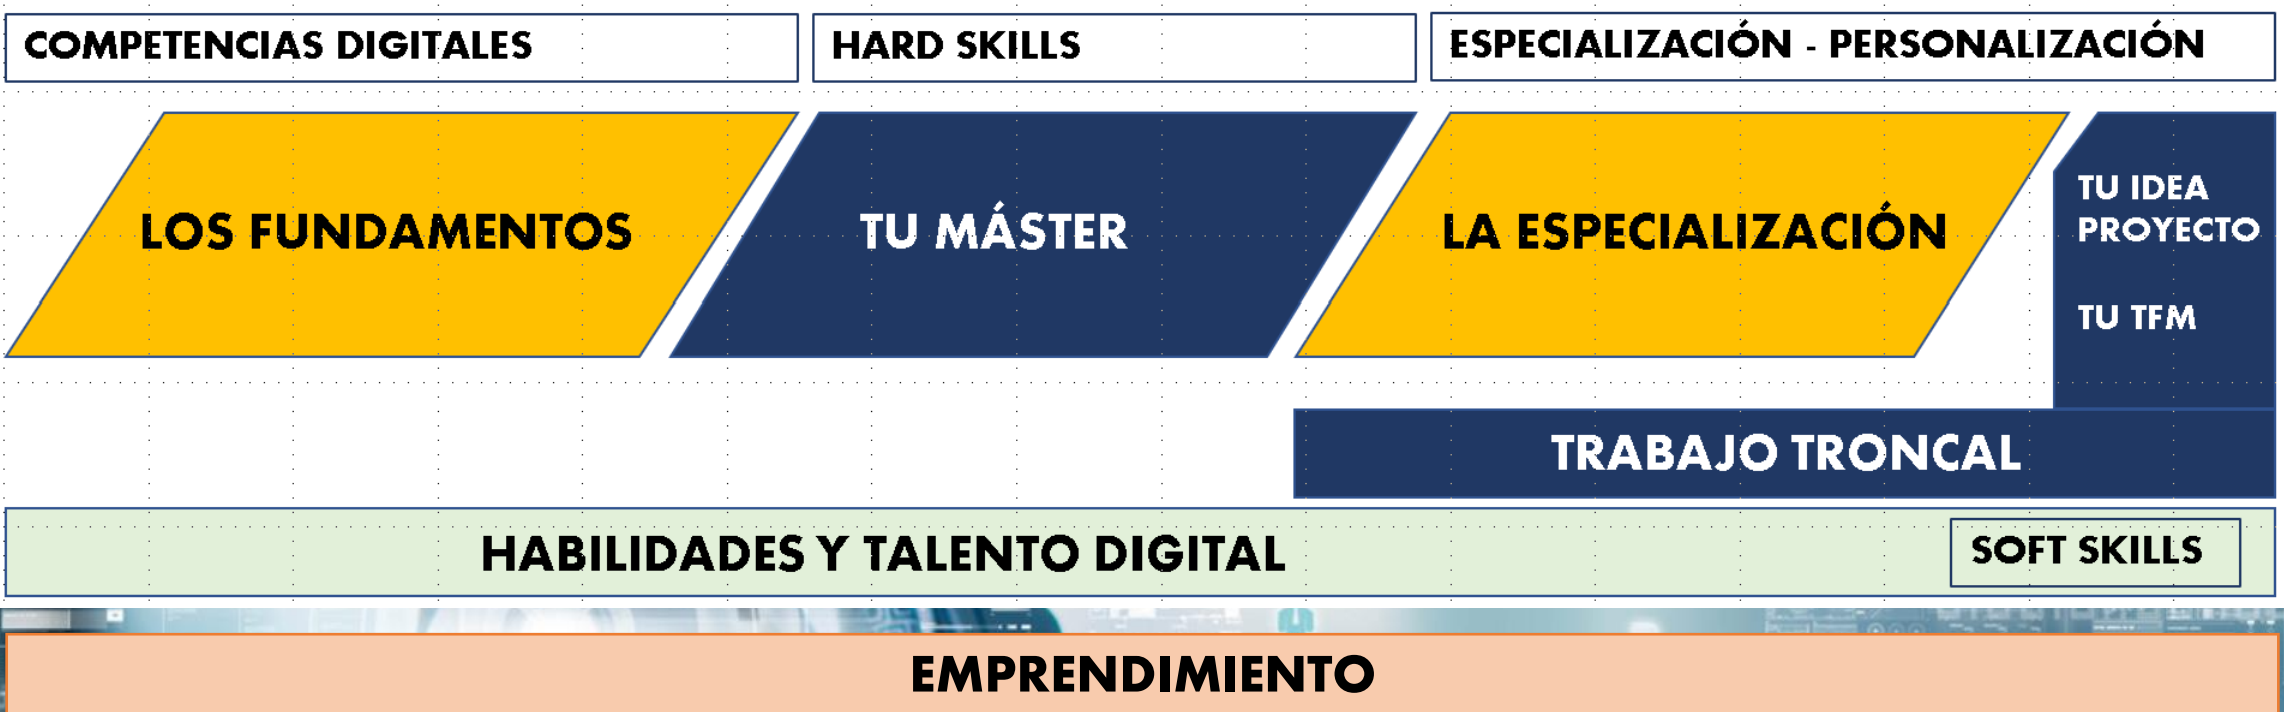 COMPETENCIAS DIGITALES
HARD SKILLS
ESPECIALIZACIÓN - PERSONALIZACIÓN
LOS FUNDAMENTOS
TU MÁSTER
LA ESPECIALIZACIÓN
TU IDEA
PROYECTO
TU TFM
TRABAJO TRONCAL
HABILIDADES Y TALENTO DIGITAL
SOFT SKILLS
EMPRENDIMIENTO